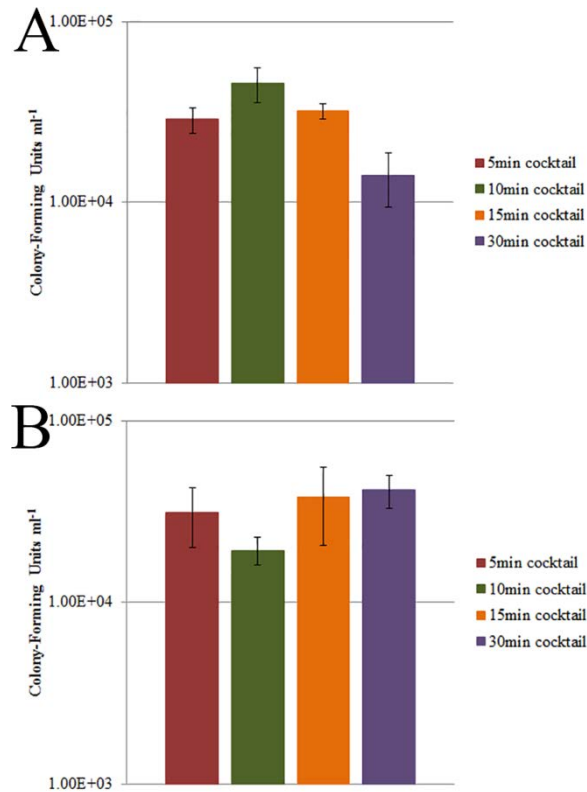 A
1.00E+05
Colony-Forming Units ml-1
1.00E+04
1.00E+03
5min cocktail
10min cocktail
15min cocktail
30min cocktail
B
1.00E+05
Colony-Forming Units ml-1
1.00E+04
1.00E+03
5min cocktail
10min cocktail
15min cocktail
30min cocktail